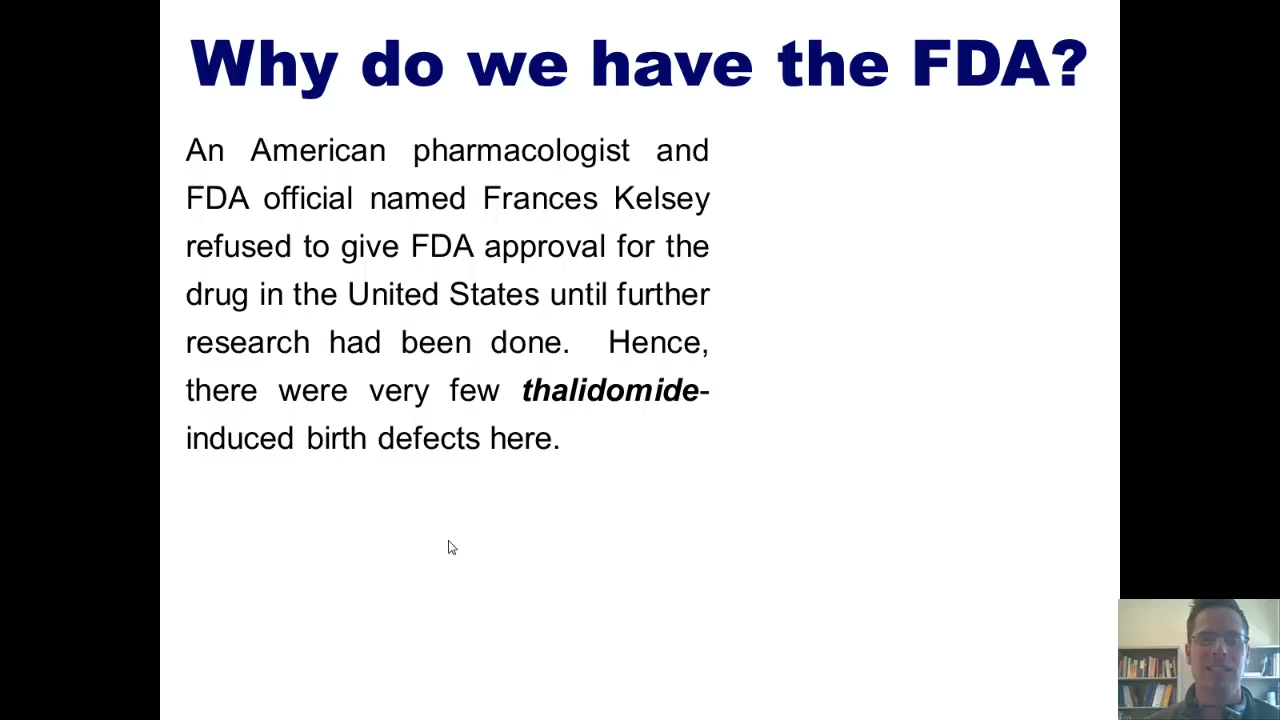 Why do we have the FDA?
An American pharmacologist and
FDA official named Frances Kelsey
refused to give FDA approval for the
drug in the United States until further
research had been done. Hence,
there were very few thalidomide-
induced birth defects here.